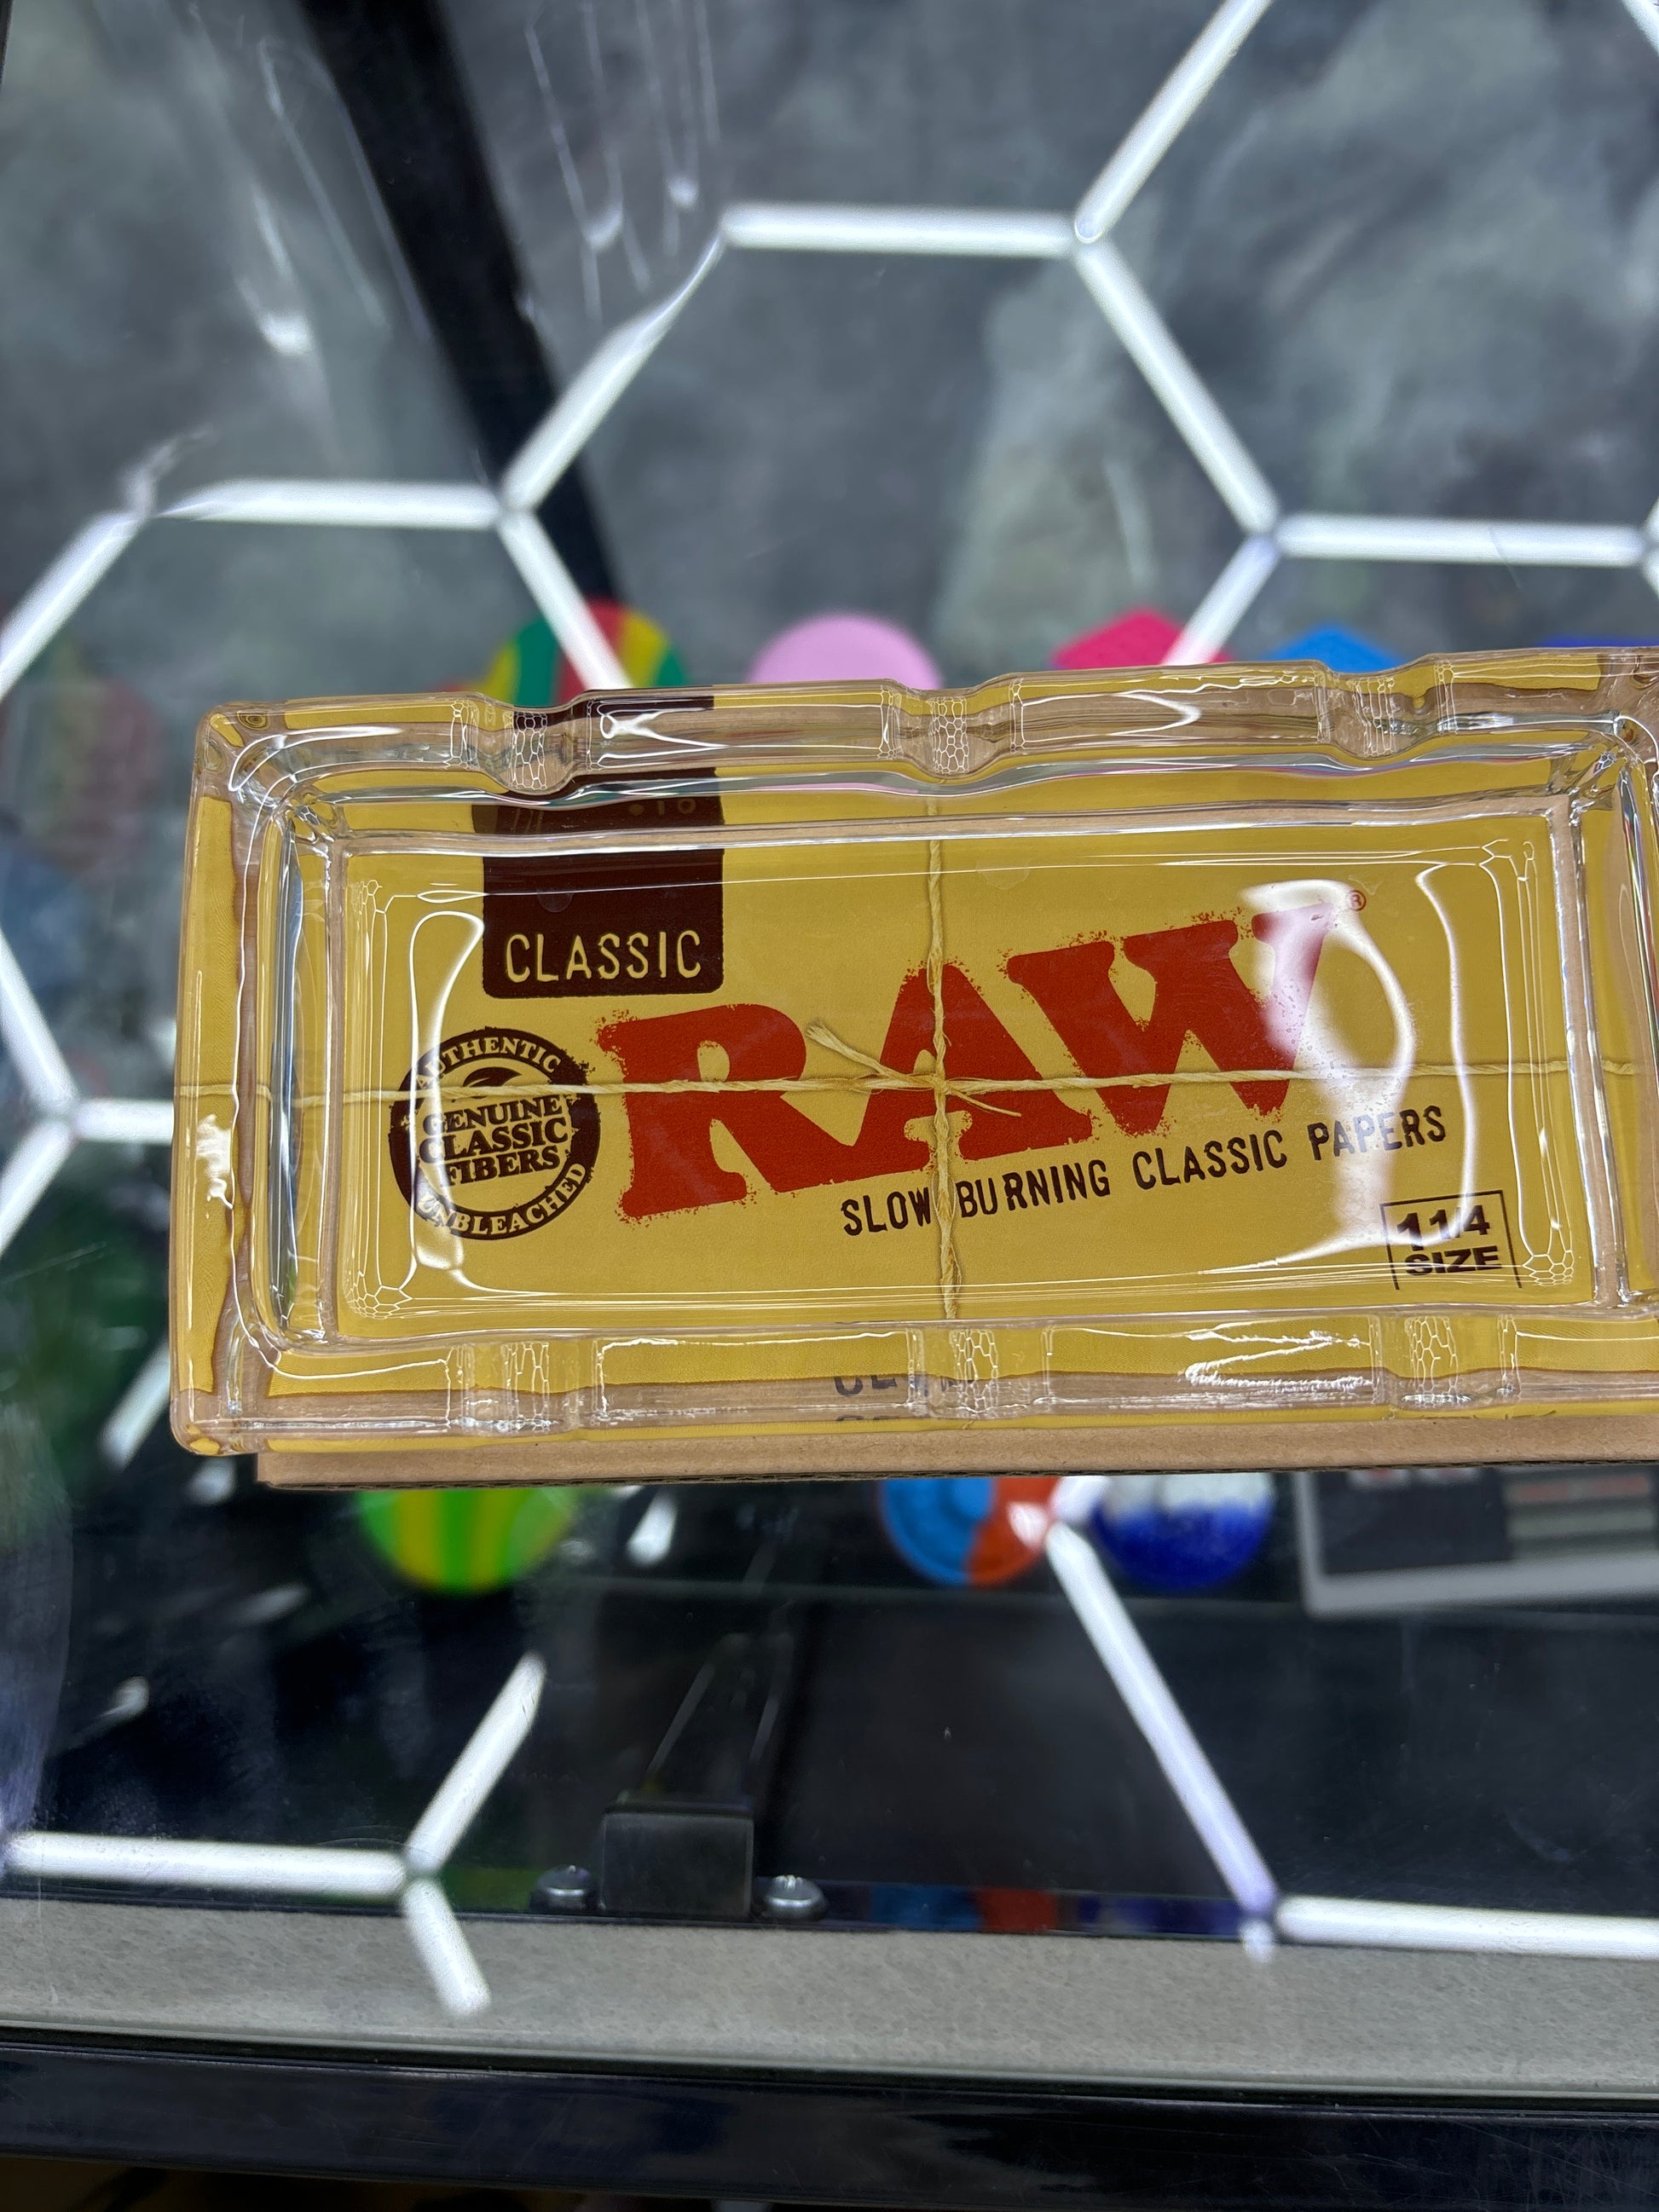 CLASSIC
RAW®
AUTHENTIC
GENUINE
CLASSIC
FIBERS
UNBLEACHED
SLOW BURNING CLASSIC PAPERS
1 1/4
SIZE